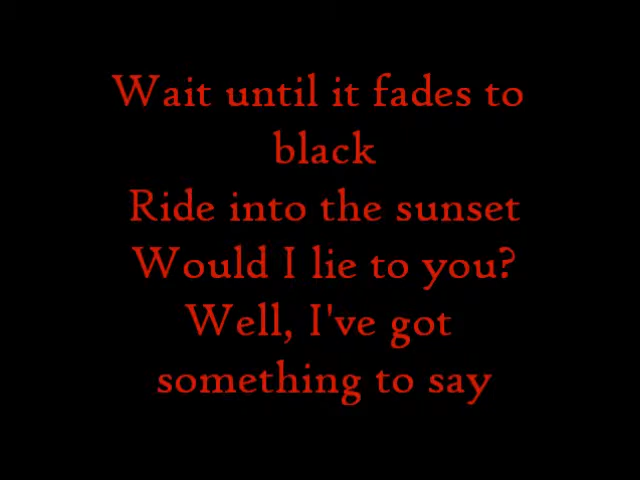 Wait until it fades to
black
Ride into the sunset
Would I lie to you?
Well, I've got
something to say